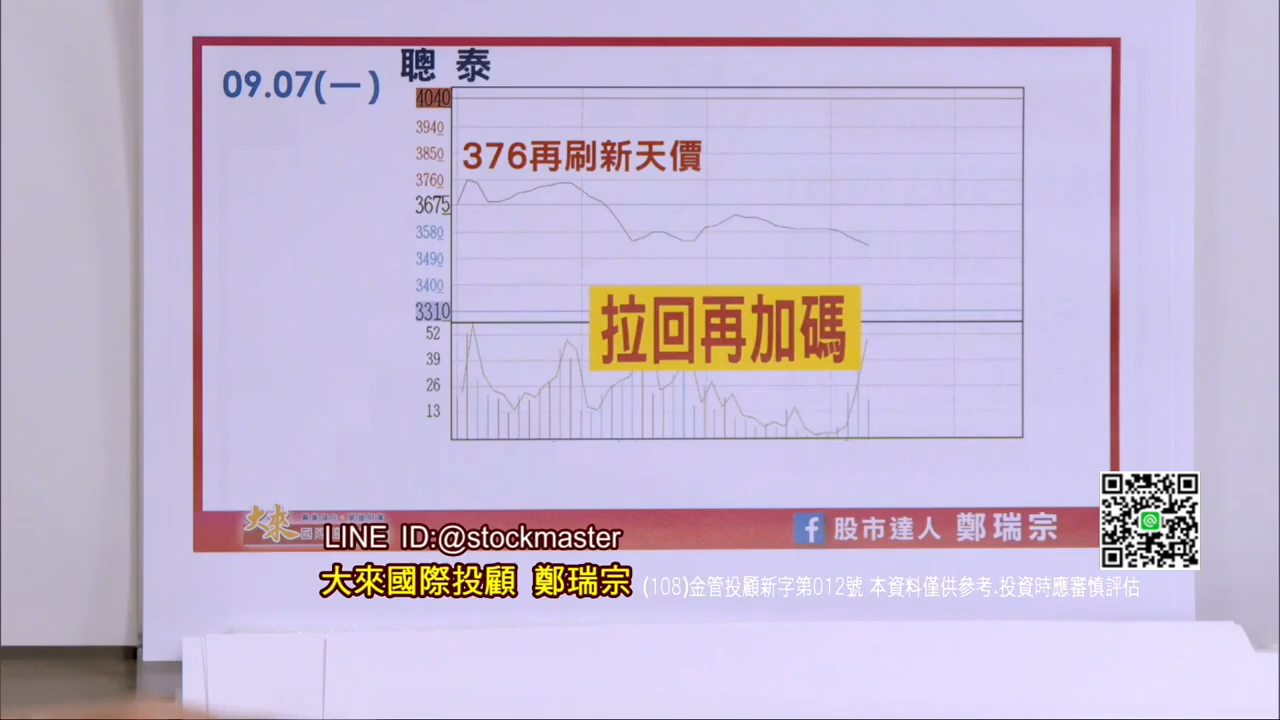 聰泰
09.07(一)
4040
3940
3850
376再刷新天價
3760
3675
3580
3490
3400
3310
拉回再加碼
52
39
26
13
大來
國際
股市達人 鄭瑞宗
LINE ID:@stockmaster
大來國際投顧 鄭瑞宗
(108)金管投顧新字第012號 本資料僅供參考.投資時應審慎評估